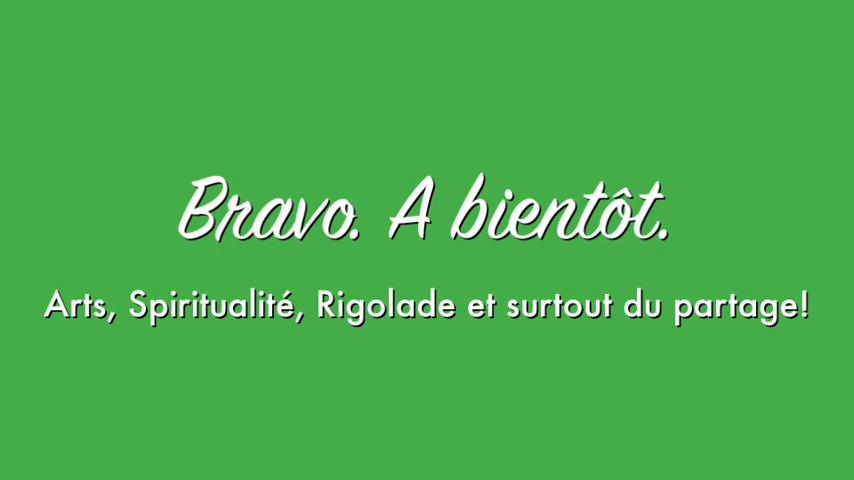 Bravo. A bientôt.
Arts, Spiritualité, Rigolade et surtout du partage!